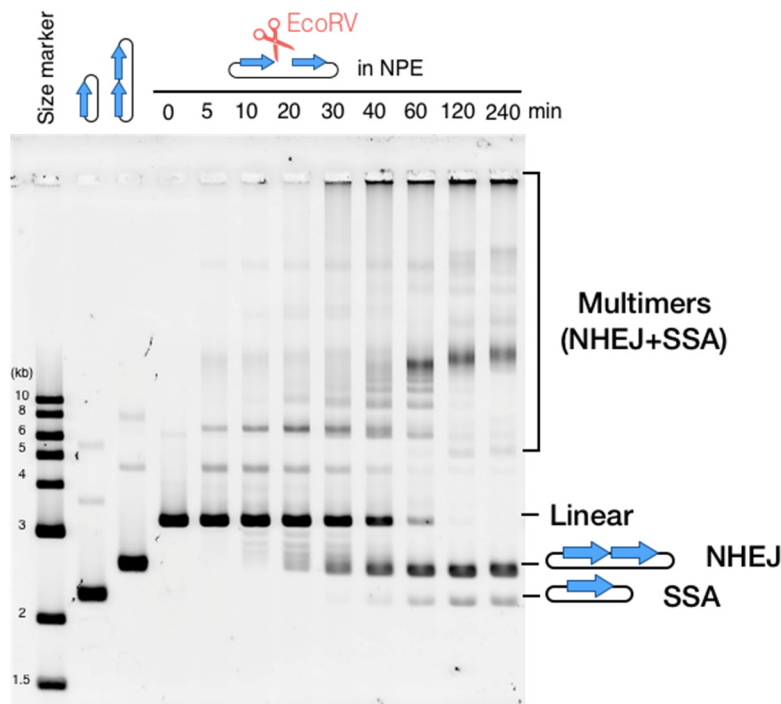 EcoRV
Size marker
in NPE
0 5 10 20 30 40 60 120 240 min
Multimers
(NHEJ+SSA)
(kb)
10
8
6
5
4
3
2
1.5
Linear
NHEJ
SSA